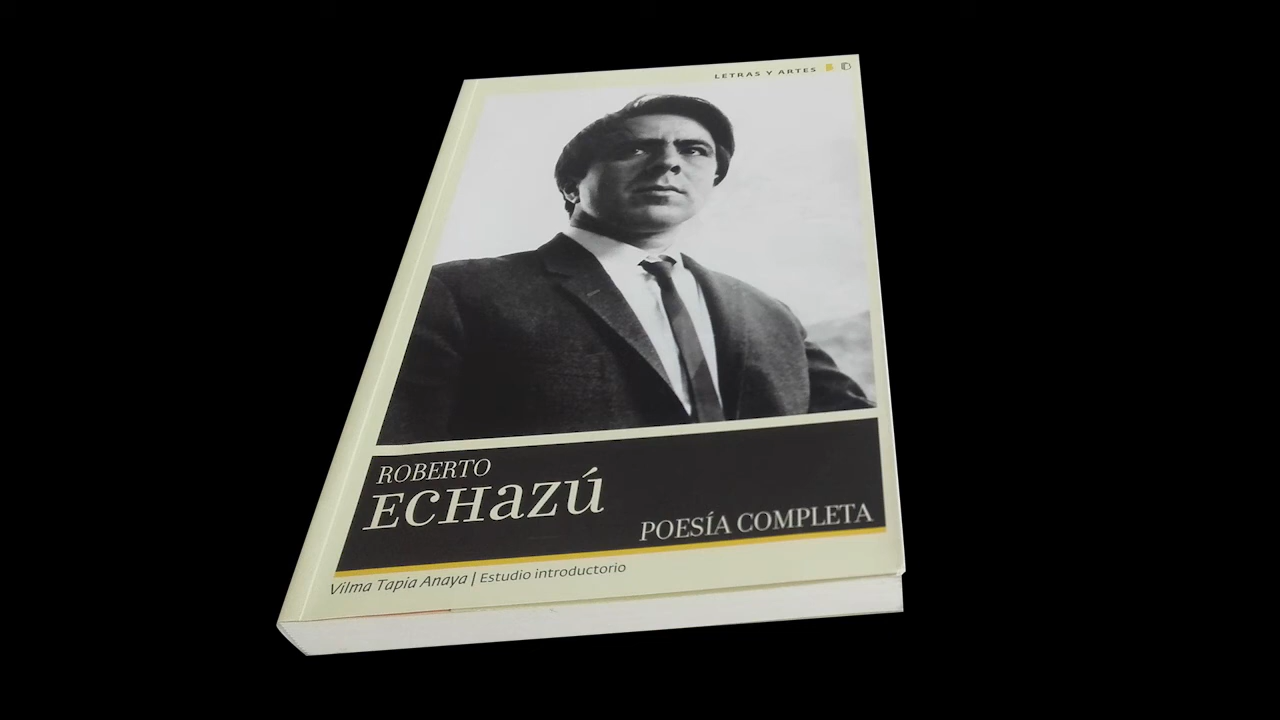 LETRAS Y ARTES
ROBERTO
ECHAZÚ
POESÍA COMPLETA
Vilma Tapia Anaya | Estudio introductorio